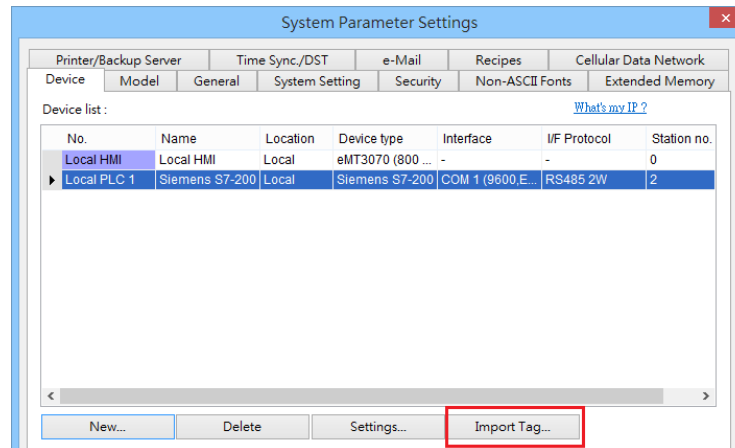 System Parameter Settings
Printer/Backup Server Time Sync./DST e-Mail Recipes Cellular Data Network
Device Model General System Setting Security Non-ASCII Fonts Extended Memory
Device list : What's my IP ?
No. Name Location Device type Interface I/F Protocol Station no.
Local HMI Local HMI Local eMT3070 (800 ... - - 0
Local PLC 1 Siemens S7-200 Local Siemens S7-200 COM 1 (9600,E... RS485 2W 2
New... Delete Settings... Import Tag...